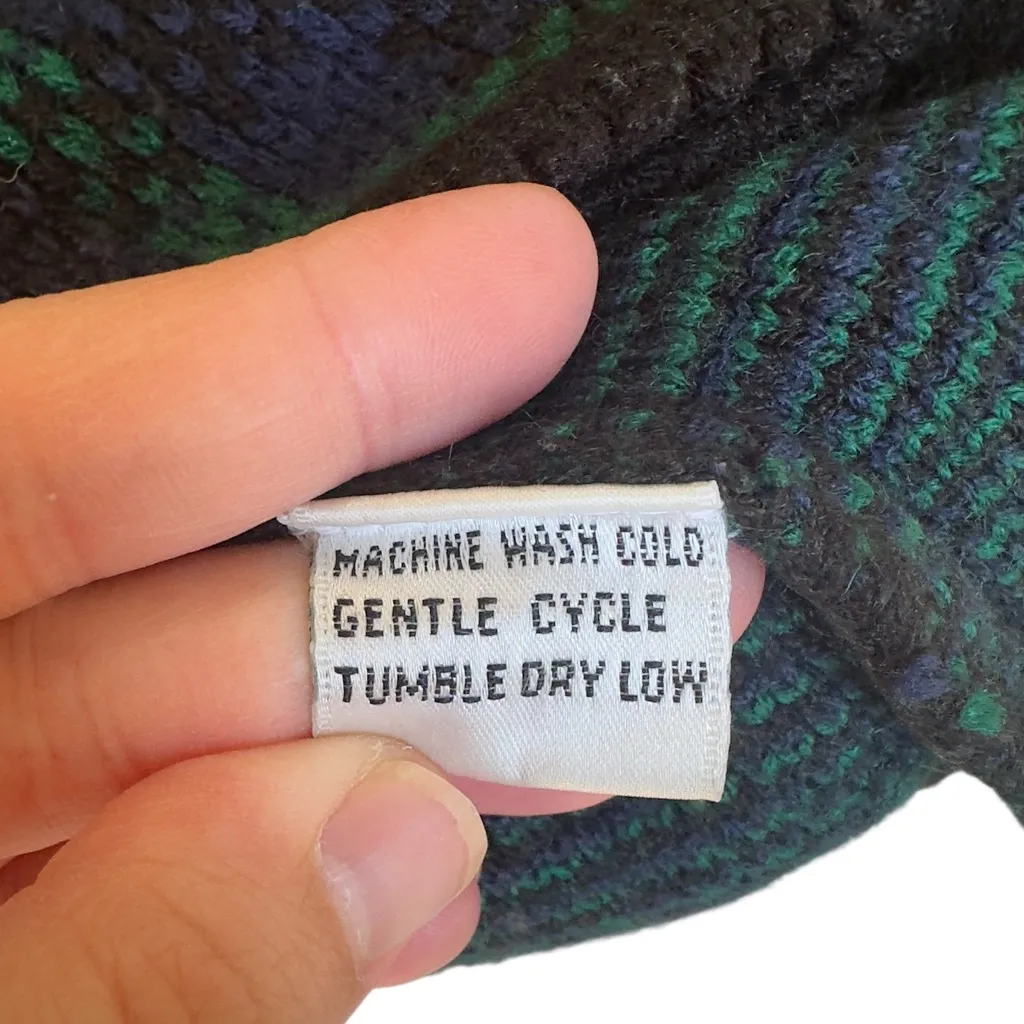 MACHINE WASH COLD
GENTLE CYCLE
TUMBLE DRY LOW